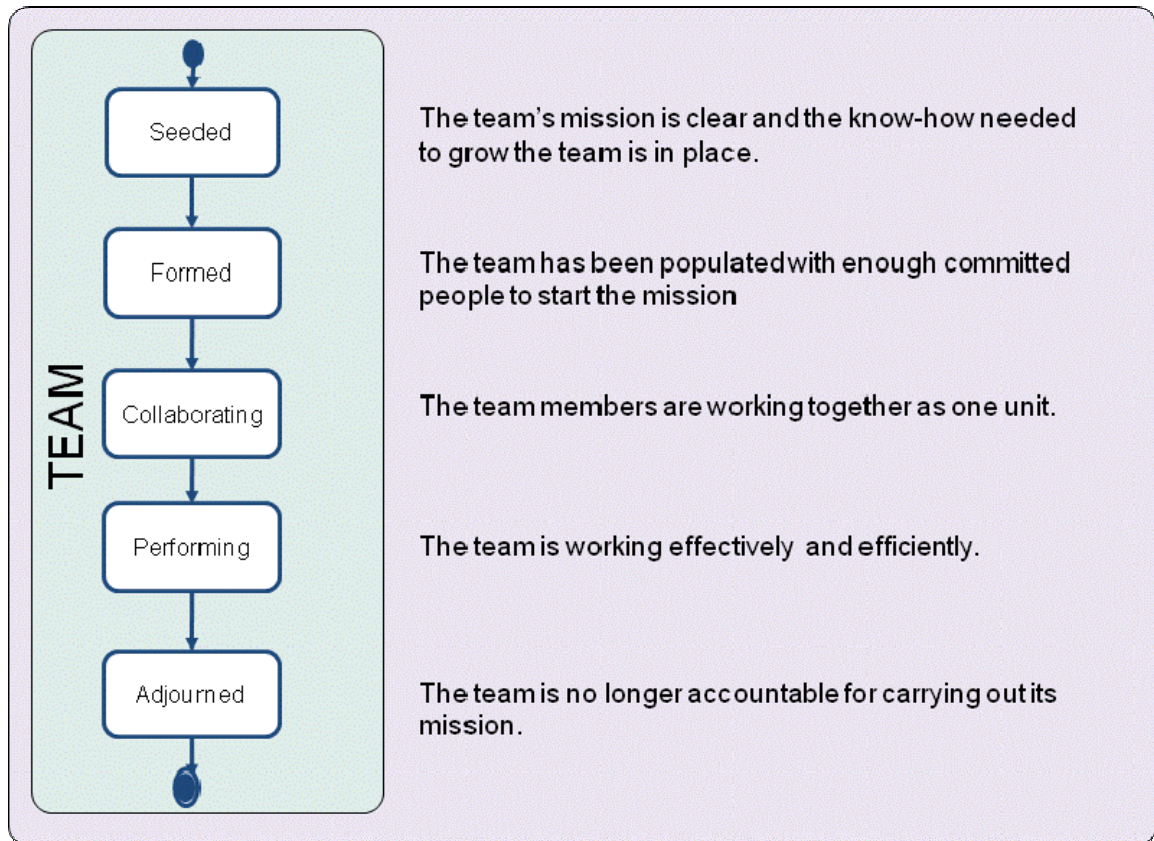 TEAM
Seeded
The team's mission is clear and the know-how needed
to grow the team is in place.
Formed
The team has been populated with enough committed
people to start the mission
Collaborating
The team members are working together as one unit.
Performing
The team is working effectively and efficiently.
Adjourned
The team is no longer accountable for carrying out its
mission.